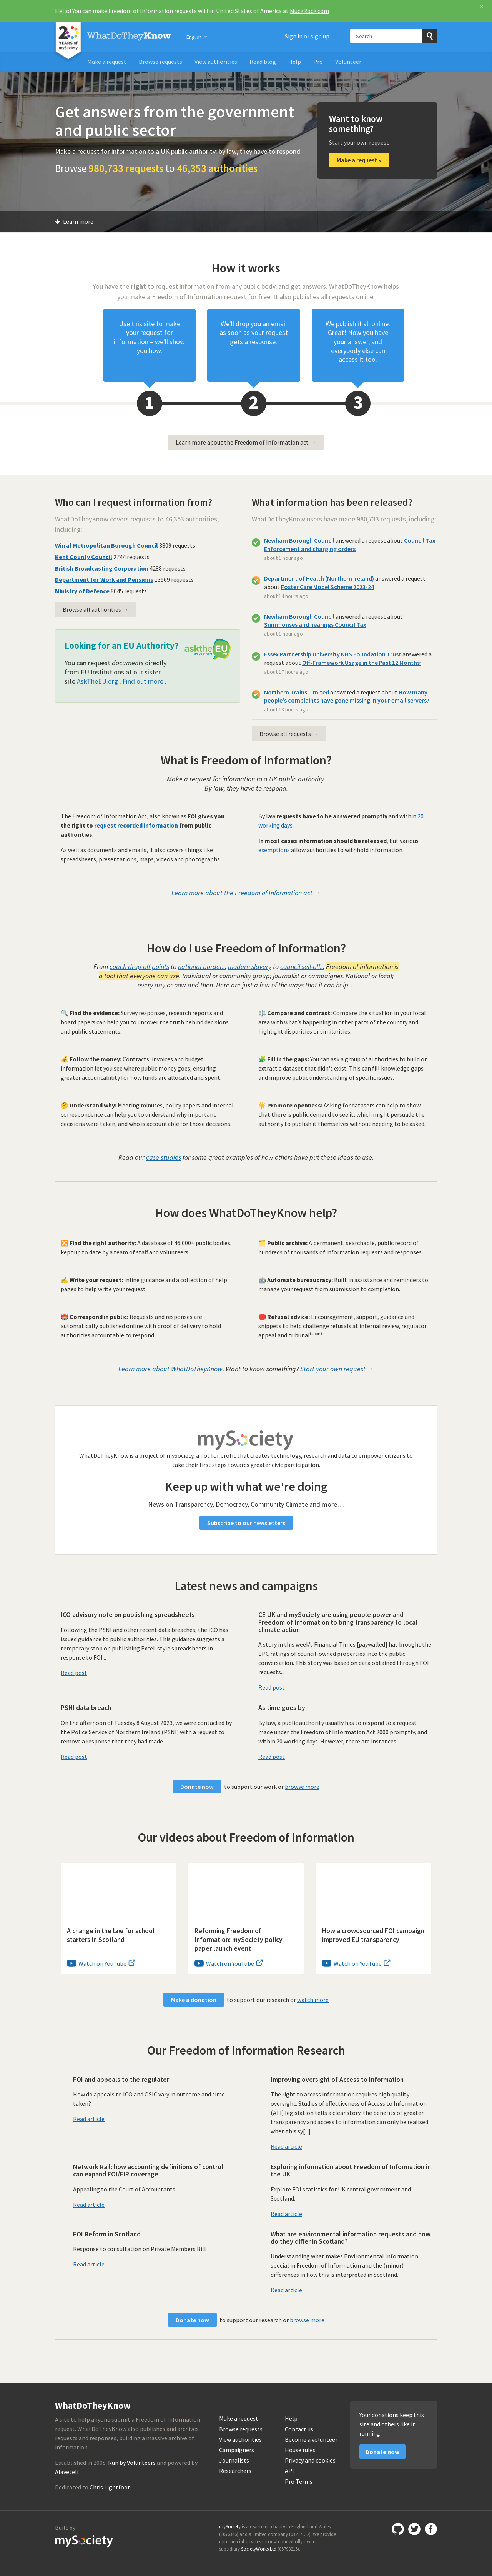 Hello! You can make Freedom of Information requests within United States of America at MuckRock.com
20
YEARS of
my society
WhatDoTheyKnow
English
Sign in or sign up
Search
Make a request
Browse requests
View authorities
Read blog
Help
Pro
Volunteer
Get answers from the government
and public sector
Make a request for information to a UK public authority: by law, they have to respond
Browse 980,733 requests to 46,353 authorities
Want to know
something?
Start your own request
Make a request »
Learn more
How it works
You have the right to request information from any public body, and get answers. WhatDoTheyKnow helps
you make a Freedom of Information request for free. It also publishes all requests online.
Use this site to make
your request for
information – we'll show
you how.
We'll drop you an email
as soon as your request
gets a response.
We publish it all online.
Great! Now you have
your answer, and
everybody else can
access it too.
1
2
3
Learn more about the Freedom of Information act →
Who can I request information from?
WhatDoTheyKnow covers requests to 46,353 authorities,
including:
Wirral Metropolitan Borough Council 3809 requests
Kent County Council 2744 requests
British Broadcasting Corporation 4288 requests
Department for Work and Pensions 13569 requests
Ministry of Defence 8045 requests
Browse all authorities →
Looking for an EU Authority?
asktheEU
You can request documents directly
from EU Institutions at our sister
site AskTheEU.org . Find out more .
What information has been released?
WhatDoTheyKnow users have made 980,733 requests, including:
Newham Borough Council answered a request about Council Tax
Enforcement and charging orders
about 1 hour ago
Department of Health (Northern Ireland) answered a request
about Foster Care Model Scheme 2023-24
about 14 hours ago
Newham Borough Council answered a request about
Summonses and hearings Council Tax
about 1 hour ago
Essex Partnership University NHS Foundation Trust answered a
request about Off-Framework Usage in the Past 12 Months'
about 17 hours ago
Northern Trains Limited answered a request about How many
people's complaints have gone missing in your email servers?
about 13 hours ago
Browse all requests →
What is Freedom of Information?
Make a request for information to a UK public authority.
By law, they have to respond.
The Freedom of Information Act, also known as FOI gives you
the right to request recorded information from public
authorities.
As well as documents and emails, it also covers things like
spreadsheets, presentations, maps, videos and photographs.
By law requests have to be answered promptly and within 20
working days.
In most cases information should be released, but various
exemptions allow authorities to withhold information.
Learn more about the Freedom of Information act →
How do I use Freedom of Information?
From coach drop off points to national borders; modern slavery to council sell-offs, Freedom of Information is
a tool that everyone can use. Individual or community group; journalist or campaigner. National or local;
every day or now and then. Here are just a few of the ways that it can help…
🔍 Find the evidence: Survey responses, research reports and
board papers can help you to uncover the truth behind decisions
and public statements.
⚖️ Compare and contrast: Compare the situation in your local
area with what's happening in other parts of the country and
highlight disparities or similarities.
💰 Follow the money: Contracts, invoices and budget
information let you see where public money goes, ensuring
greater accountability for how funds are allocated and spent.
🧩 Fill in the gaps: You can ask a group of authorities to build or
extract a dataset that didn't exist. This can fill knowledge gaps
and improve public understanding of specific issues.
🤔 Understand why: Meeting minutes, policy papers and internal
correspondence can help you to understand why important
decisions were taken, and who is accountable for those decisions.
☀️ Promote openness: Asking for datasets can help to show
that there is public demand to see it, which might persuade the
authority to publish it themselves without needing to be asked.
Read our case studies for some great examples of how others have put these ideas to use.
How does WhatDoTheyKnow help?
🔀 Find the right authority: A database of 46,000+ public bodies,
kept up to date by a team of staff and volunteers.
🗂️ Public archive: A permanent, searchable, public record of
hundreds of thousands of information requests and responses.
✍️ Write your request: Inline guidance and a collection of help
pages to help write your request.
🤖 Automate bureaucracy: Built in assistance and reminders to
manage your request from submission to completion.
📮 Correspond in public: Requests and responses are
automatically published online with proof of delivery to hold
authorities accountable to respond.
🛑 Refusal advice: Encouragement, support, guidance and
snippets to help challenge refusals at internal review, regulator
appeal and tribunal(soon).
Learn more about WhatDoTheyKnow. Want to know something? Start your own request →
mySociety
WhatDoTheyKnow is a project of mySociety, a not for profit that creates technology, research and data to empower citizens to
take their first steps towards greater civic participation.
Keep up with what we're doing
News on Transparency, Democracy, Community Climate and more…
Subscribe to our newsletters
Latest news and campaigns
ICO advisory note on publishing spreadsheets
Following the PSNI and other recent data breaches, the ICO has
issued guidance to public authorities. This guidance suggests a
temporary stop on publishing Excel-style spreadsheets in
response to FOI...
Read post
CE UK and mySociety are using people power and
Freedom of Information to bring transparency to local
climate action
A story in this week's Financial Times [paywalled] has brought the
EPC ratings of council-owned properties into the public
conversation. This story was based on data obtained through FOI
requests...
Read post
PSNI data breach
On the afternoon of Tuesday 8 August 2023, we were contacted by
the Police Service of Northern Ireland (PSNI) with a request to
remove a response that they had made...
Read post
As time goes by
By law, a public authority usually has to respond to a request
made under the Freedom of Information Act 2000 promptly, and
within 20 working days. However, there are instances...
Read post
Donate now to support our work or browse more
Our videos about Freedom of Information
A change in the law for school
starters in Scotland
Watch on YouTube
Reforming Freedom of
Information: mySociety policy
paper launch event
Watch on YouTube
How a crowdsourced FOI campaign
improved EU transparency
Watch on YouTube
Make a donation to support our research or watch more
Our Freedom of Information Research
FOI and appeals to the regulator
How do appeals to ICO and OSIC vary in outcome and time
taken?
Read article
Improving oversight of Access to Information
The right to access information requires high quality
oversight. Studies of effectiveness of Access to Information
(ATI) legislation tells a clear story: the benefits of greater
transparency and access to information can only be realised
when this sy[...]
Read article
Network Rail: how accounting definitions of control
can expand FOI/EIR coverage
Appealing to the Court of Accountants.
Read article
Exploring information about Freedom of Information in
the UK
Explore FOI statistics for UK central government and
Scotland.
Read article
FOI Reform in Scotland
Response to consultation on Private Members Bill
Read article
What are environmental information requests and how
do they differ in Scotland?
Understanding what makes Environmental Information
special in Freedom of Information and the (minor)
differences in how this is interpreted in Scotland.
Read article
Donate now to support our research or browse more
WhatDoTheyKnow
A site to help anyone submit a Freedom of Information
request. WhatDoTheyKnow also publishes and archives
requests and responses, building a massive archive of
information.
Established in 2008. Run by Volunteers and powered by
Alaveteli.
Dedicated to Chris Lightfoot.
Make a request
Browse requests
View authorities
Campaigners
Journalists
Researchers
Help
Contact us
Become a volunteer
House rules
Privacy and cookies
API
Pro Terms
Your donations keep this
site and others like it
running
Donate now
Built by
mySociety
mySociety is a registered charity in England and Wales
(1076346) and a limited company (03277032). We provide
commercial services through our wholly owned
subsidiary SocietyWorks Ltd (05798215).